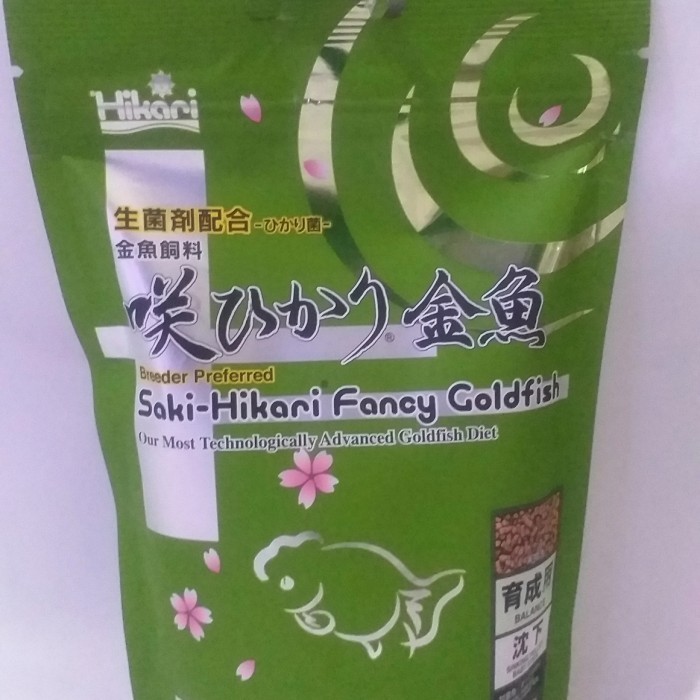 Hikari
生菌剤配合 -ひかり菌-
金魚飼料
咲ひかり®金魚
Breeder Preferred
Saki-Hikari Fancy Goldfish
Our Most Technologically Advanced Goldfish Diet
育成用
沈下